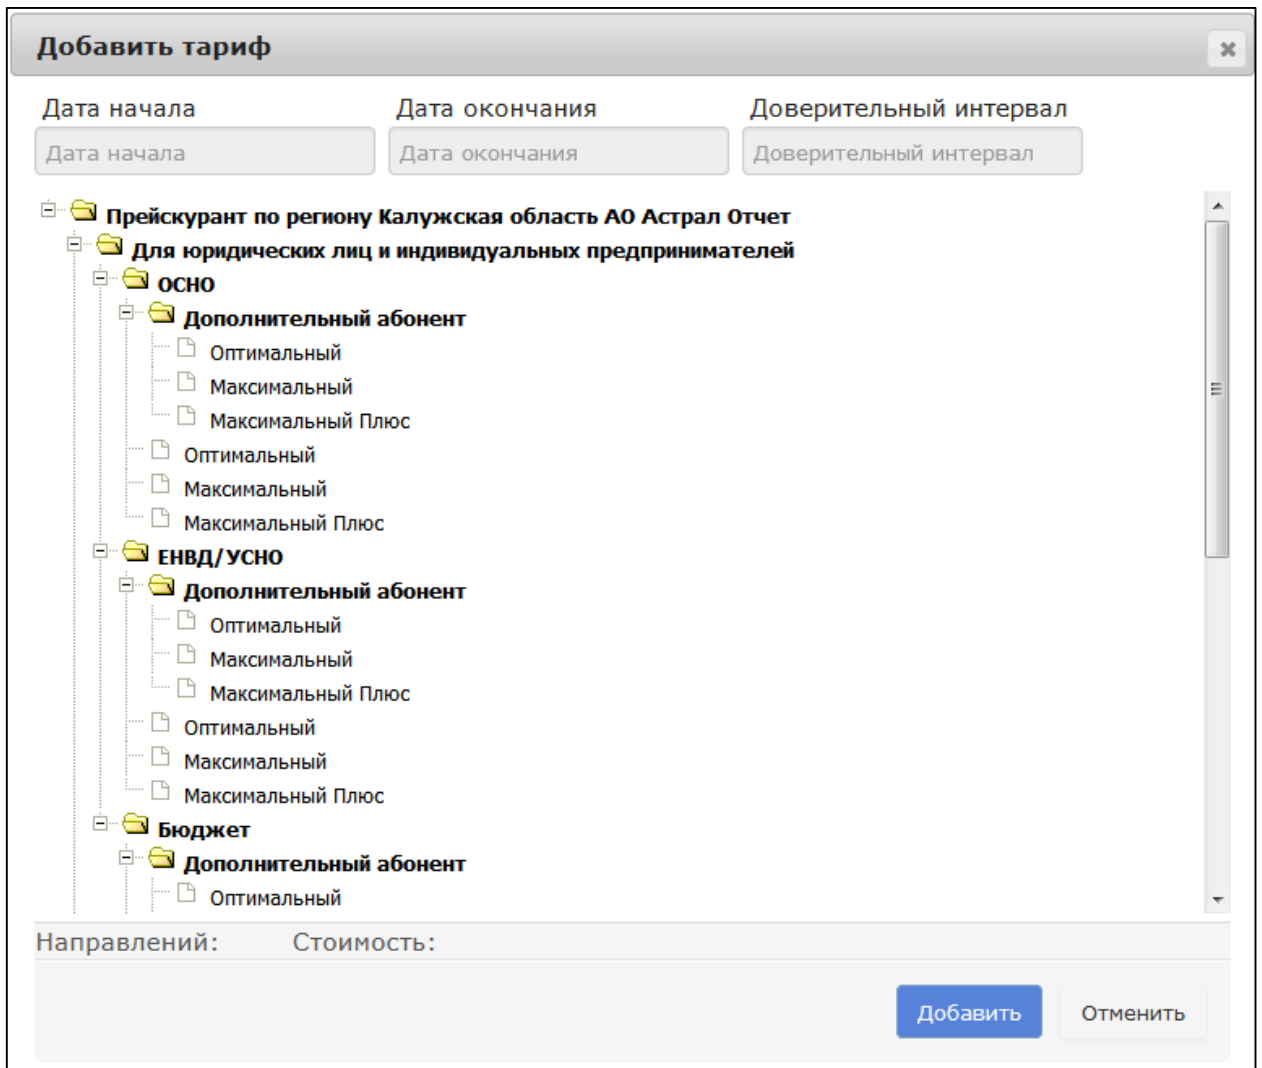 Добавить тариф
Дата начала Дата окончания Доверительный интервал
Дата начала Дата окончания Доверительный интервал
Прейскурант по региону Калужская область АО Астрал Отчет
Для юридических лиц и индивидуальных предпринимателей
ОСНО
Дополнительный абонент
Оптимальный
Максимальный
Максимальный Плюс
Оптимальный
Максимальный
Максимальный Плюс
ЕНВД/УСНО
Дополнительный абонент
Оптимальный
Максимальный
Максимальный Плюс
Оптимальный
Максимальный
Максимальный Плюс
Бюджет
Дополнительный абонент
Оптимальный
Направлений: Стоимость:
Добавить Отменить